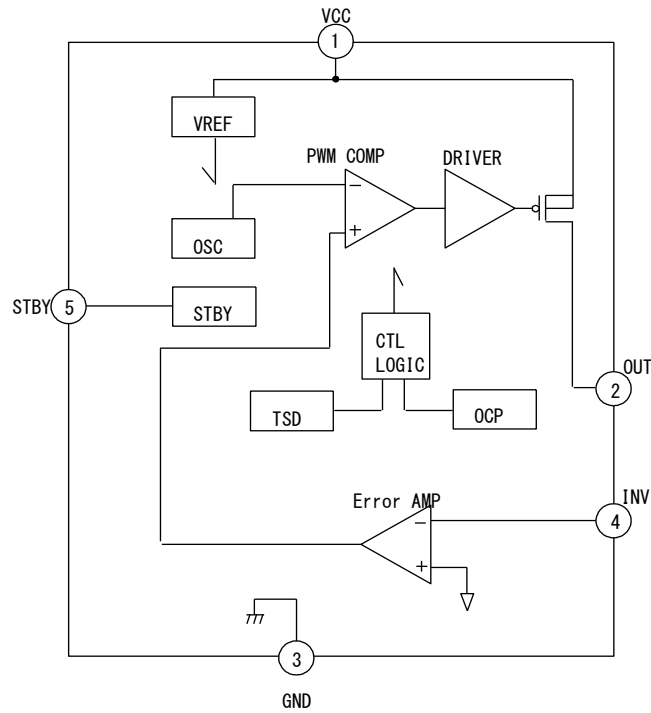 VCC
1
VREF
PWM COMP
DRIVER
−
+
OSC
STBY
5
STBY
CTL
LOGIC
OUT
2
TSD
OCP
Error AMP
INV
−
4
+
3
GND